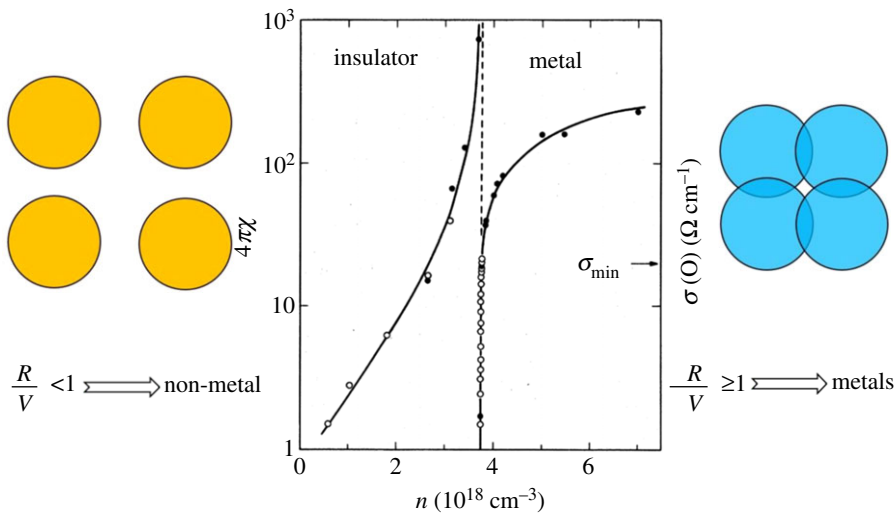 10³
insulator
metal
10²
4πχ
σ (O) (Ω cm⁻¹)
σmin
10
R
V
<1
non-metal
R
V
≥1
metals
1
0
2
4
6
n (10¹⁸ cm⁻³)